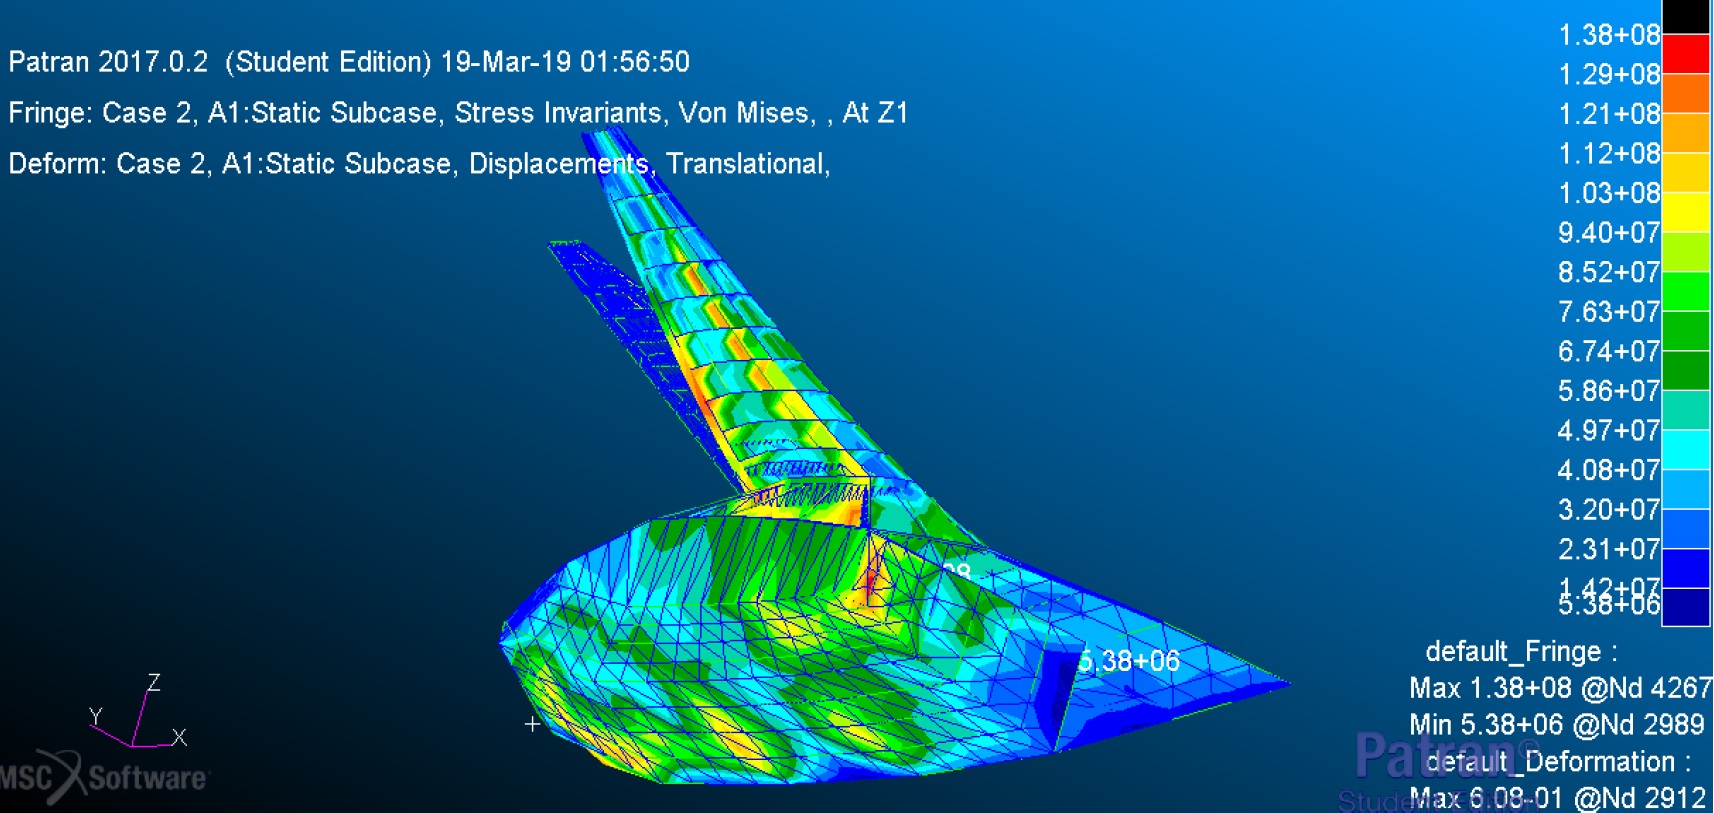 Patran 2017.0.2 (Student Edition) 19-Mar-19 01:56:50
Fringe: Case 2, A1:Static Subcase, Stress Invariants, Von Mises, , At Z1
Deform: Case 2, A1:Static Subcase, Displacements, Translational,
1.38+08
1.29+08
1.21+08
1.12+08
1.03+08
9.40+07
8.52+07
7.63+07
6.74+07
5.86+07
4.97+07
4.08+07
3.20+07
2.31+07
1.42+07
5.38+06
08
5.38+06
default_Fringe :
Max 1.38+08 @Nd 4267
Min 5.38+06 @Nd 2989
default_Deformation :
Max 6.08-01 @Nd 2912
Z
Y
X
MSC Software
Patran
Student Edition